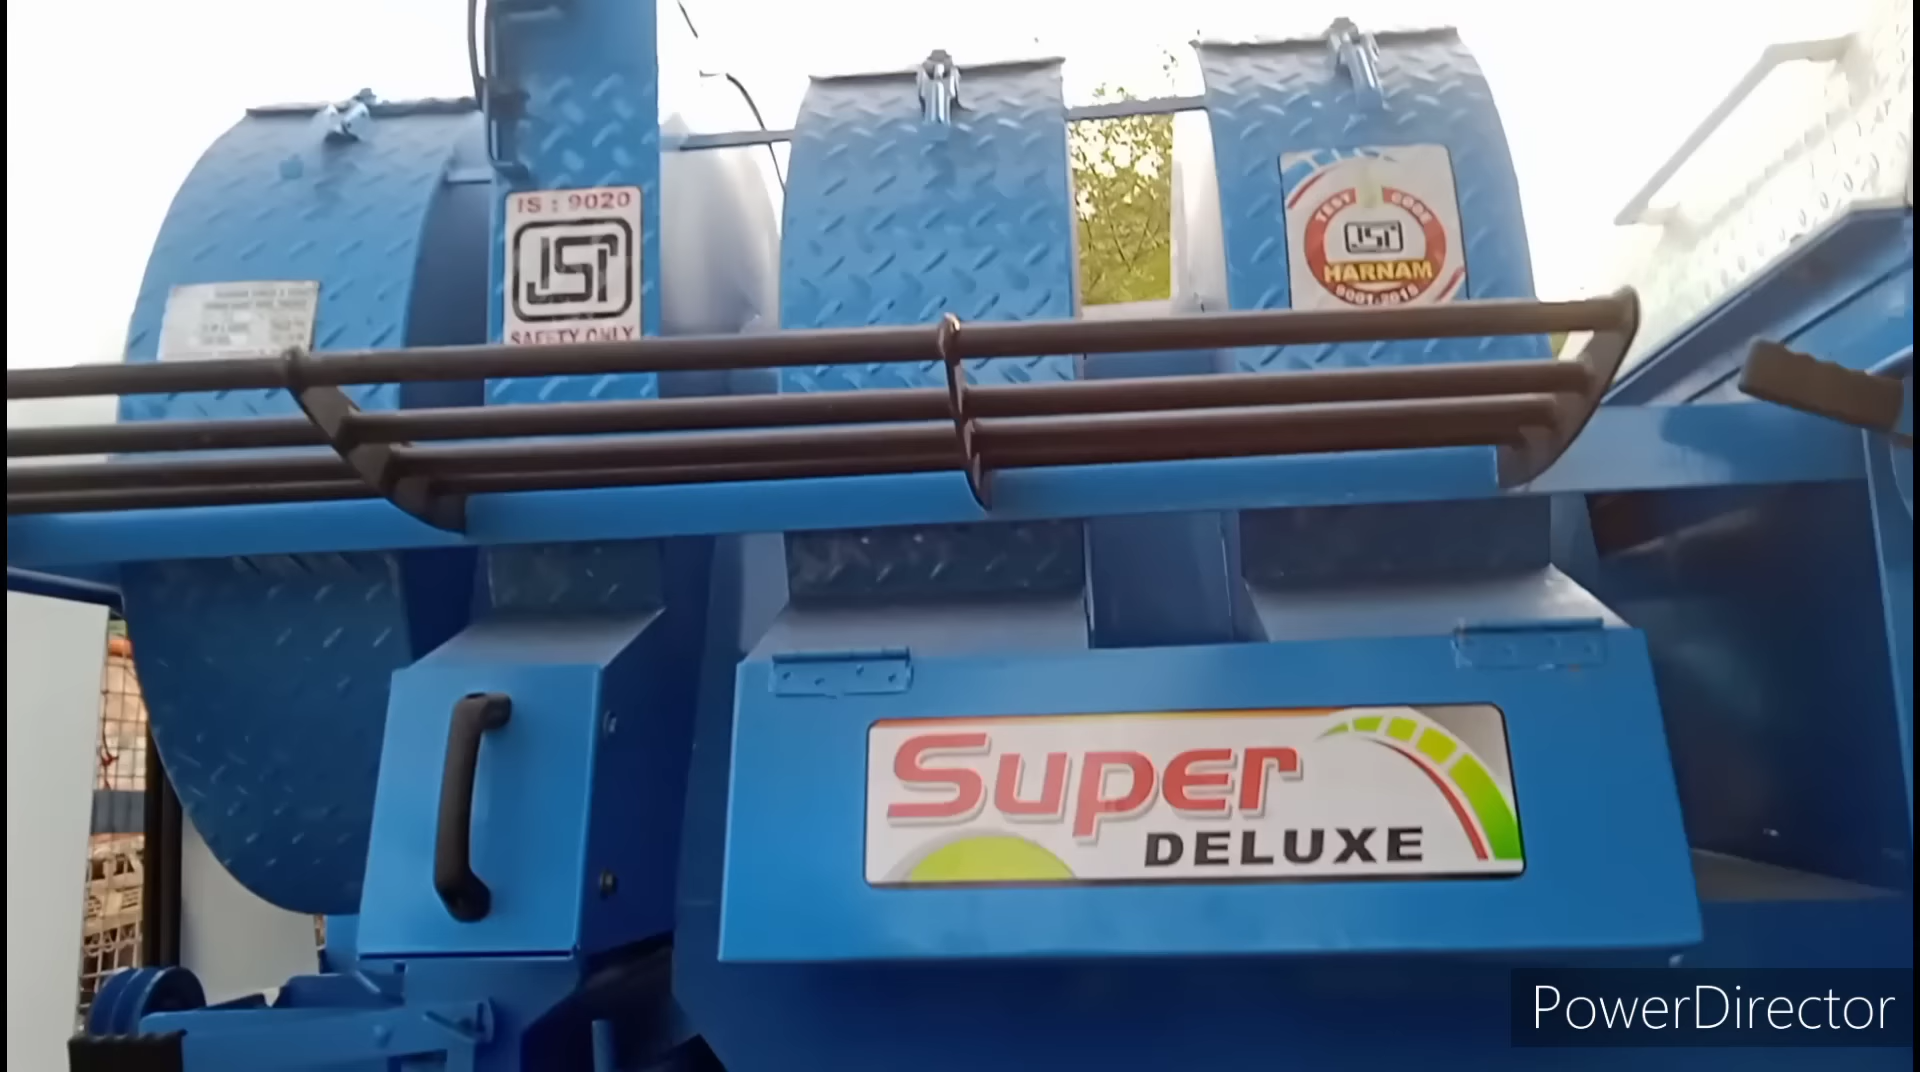 IS : 9020
ISI
SAFETY ONLY
TEST CODE
ISI
HARNAM
9001:2015
Super
DELUXE
PowerDirector